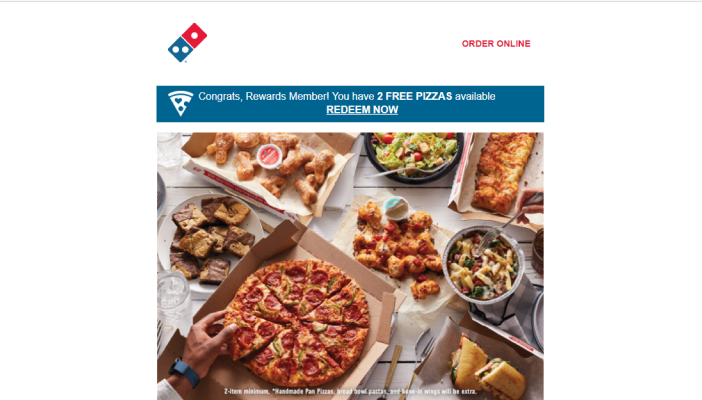 ORDER ONLINE
Congrats, Rewards Member! You have 2 FREE PIZZAS available
REDEEM NOW
2-item minimum. *Handmade Pan Pizzas, bread bowl pastas, and bone-in wings will be extra.